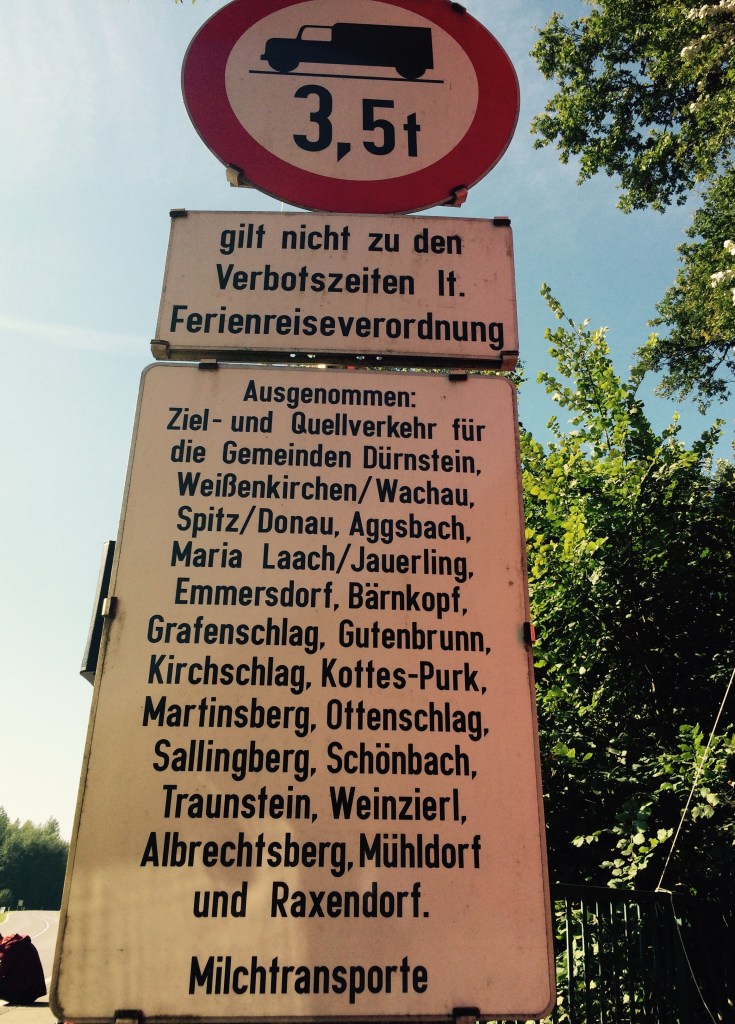 3,5t
gilt nicht zu den
Verbotszeiten lt.
Ferienreiseverordnung
Ausgenommen:
Ziel- und Quellverkehr für
die Gemeinden Dürnstein,
Weißenkirchen/Wachau,
Spitz/Donau, Aggsbach,
Maria Laach/Jauerling,
Emmersdorf, Bärnkopf,
Grafenschlag, Gutenbrunn,
Kirchschlag, Kottes-Purk,
Martinsberg, Ottenschlag,
Sallingberg, Schönbach,
Traunstein, Weinzierl,
Albrechtsberg, Mühldorf
und Raxendorf.
Milchtransporte